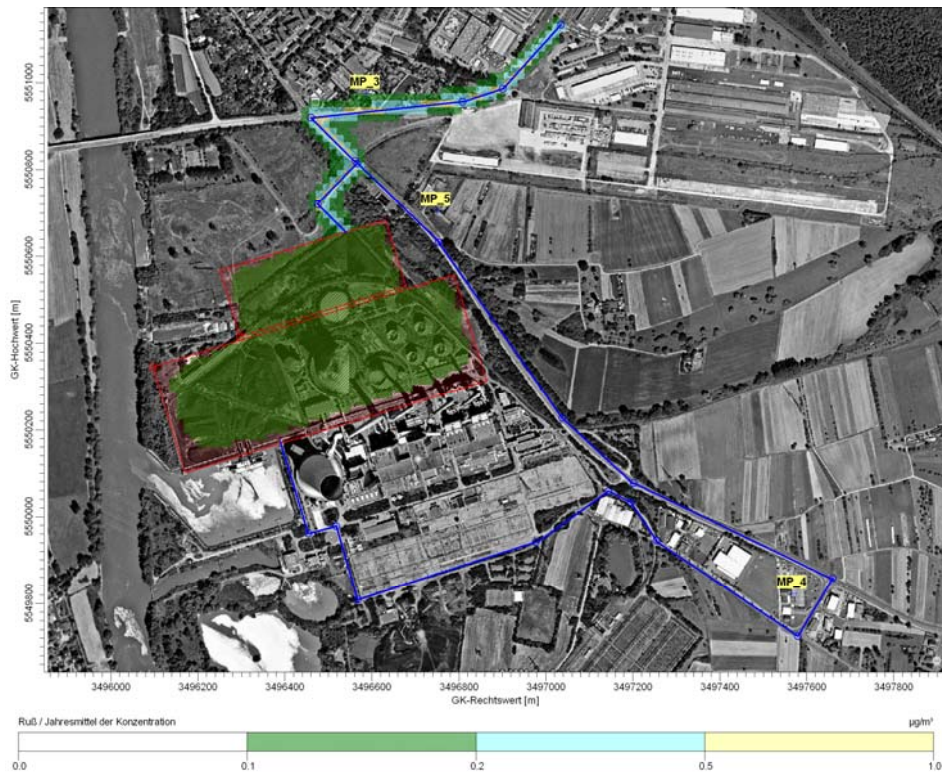 MP_3
MP_5
MP_4
GK-Hochwert [m]
5551000
5550800
5550600
5550400
5550200
5550000
5549800
3496000 3496200 3496400 3496600 3496800 3497000 3497200 3497400 3497600 3497800
GK-Rechtswert [m]
Ruß / Jahresmittel der Konzentration µg/m³
0.0 0.1 0.2 0.5 1.0